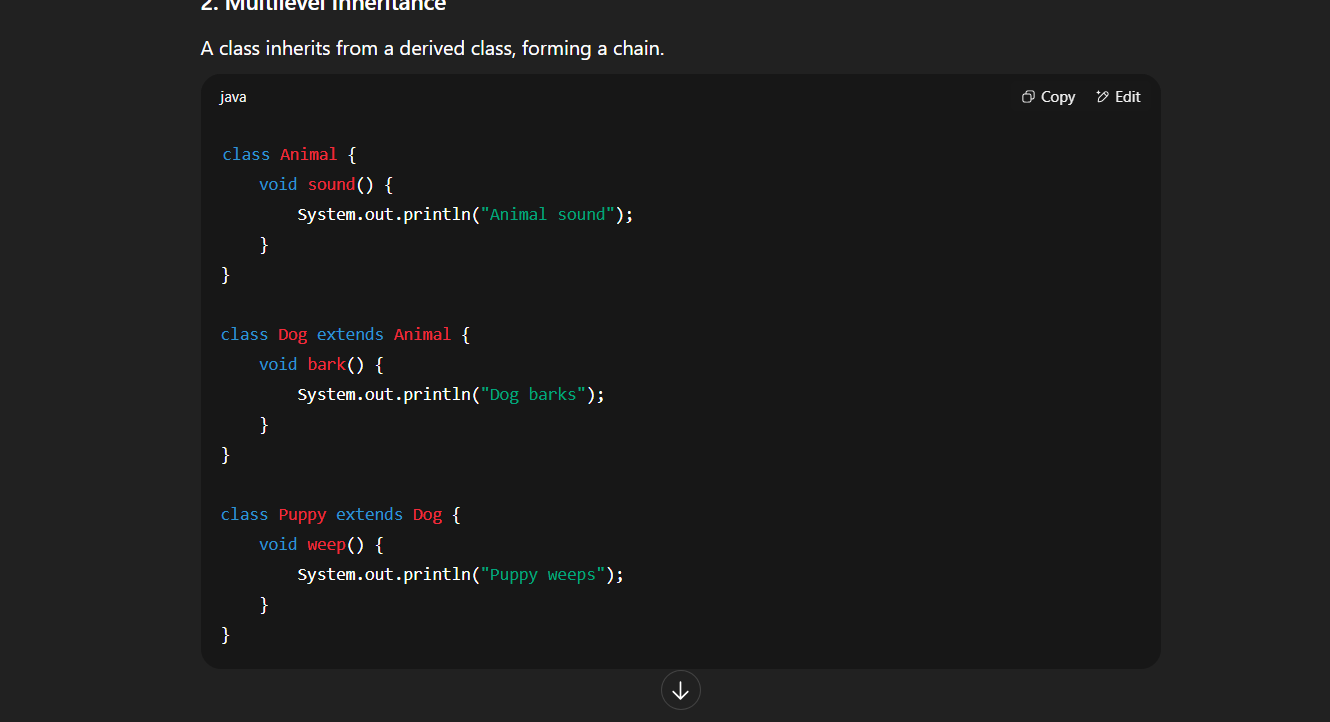 2. Multilevel Inheritance
A class inherits from a derived class, forming a chain.
java
Copy
Edit
class Animal {
    void sound() {
        System.out.println("Animal sound");
    }
}
class Dog extends Animal {
    void bark() {
        System.out.println("Dog barks");
    }
}
class Puppy extends Dog {
    void weep() {
        System.out.println("Puppy weeps");
    }
}